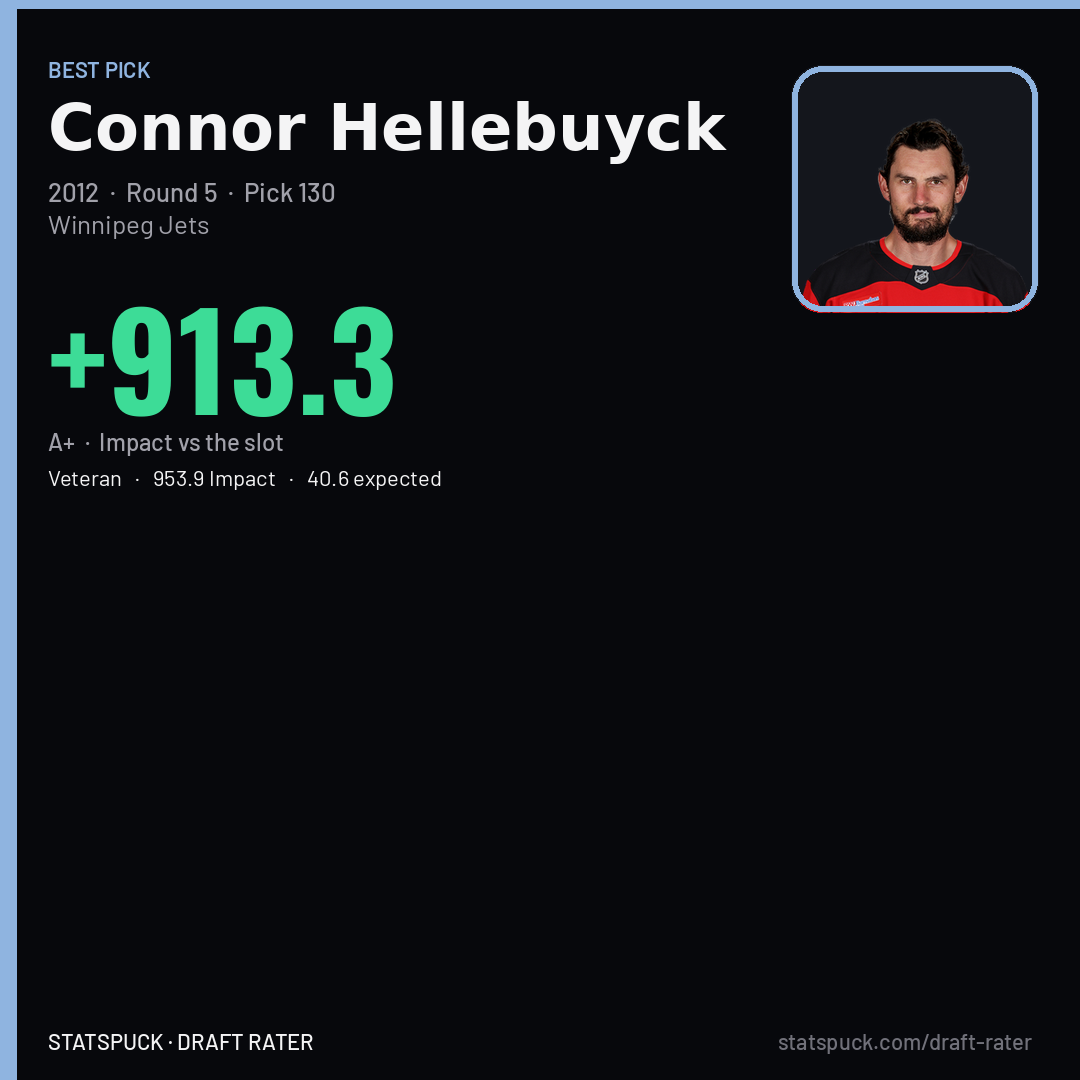 BEST PICK
Connor Hellebuyck
2012 · Round 5 · Pick 130
Winnipeg Jets
+913.3
A+ · Impact vs the slot
Veteran · 953.9 Impact · 40.6 expected
STATSPUCK · DRAFT RATER
statspuck.com/draft-rater